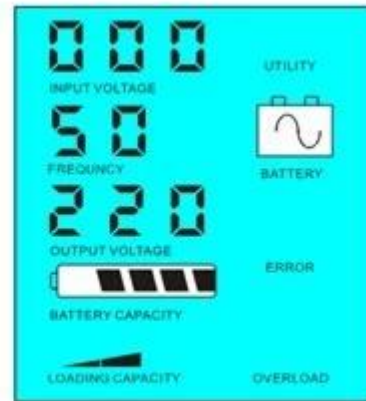 000
INPUT VOLTAGE
UTILITY
50
FREQUNCY
BATTERY
220
OUTPUT VOLTAGE
ERROR
BATTERY CAPACITY
LOADING CAPACITY
OVERLOAD